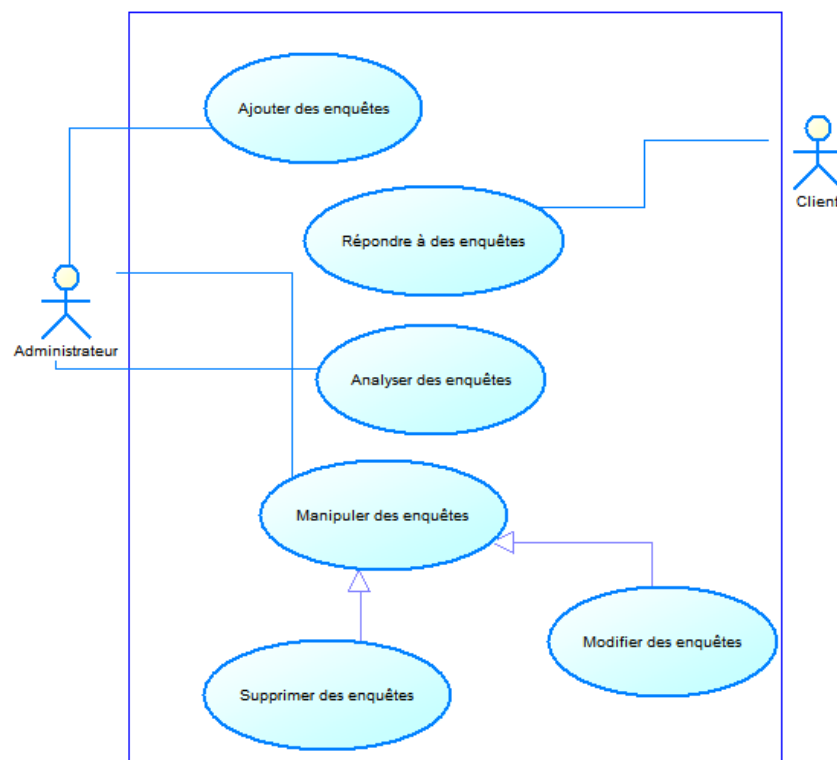 Ajouter des enquêtes
Répondre à des enquêtes
Client
Administrateur
Analyser des enquêtes
Manipuler des enquêtes
Modifier des enquêtes
Supprimer des enquêtes